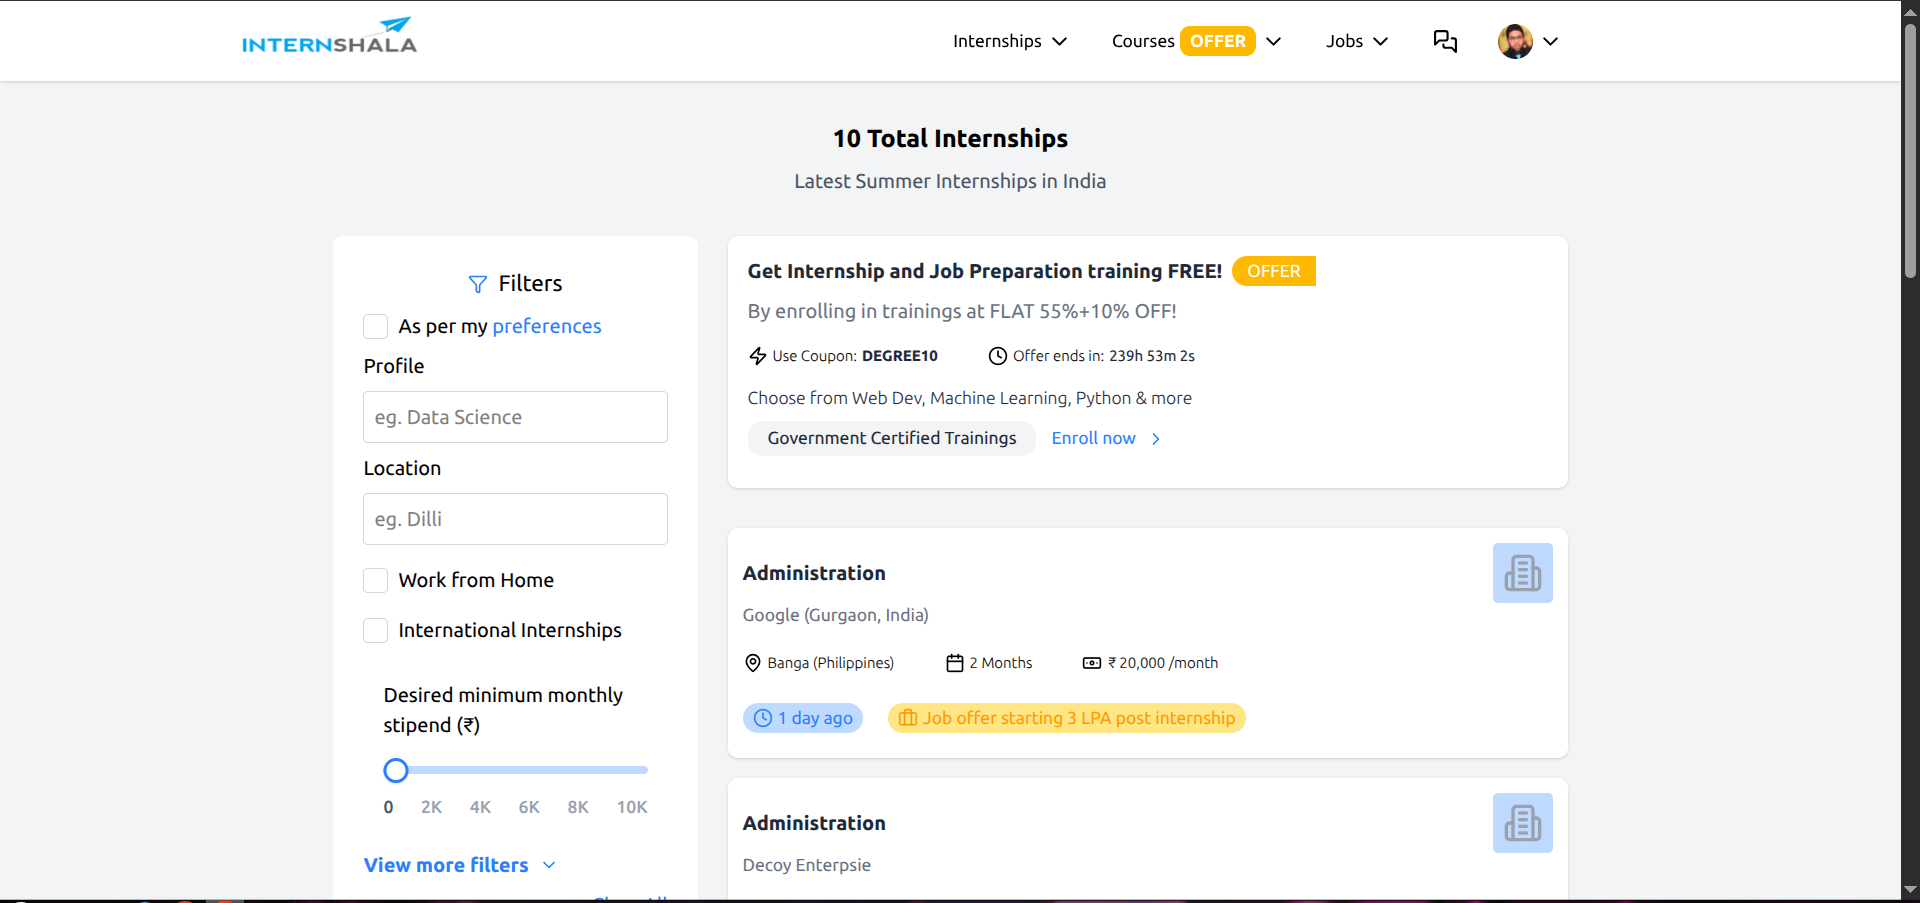 INTERNSHALA
Internships
Courses OFFER
Jobs
10 Total Internships
Latest Summer Internships in India
Filters
As per my preferences
Profile
eg. Data Science
Location
eg. Dilli
Work from Home
International Internships
Desired minimum monthly
stipend (₹)
0 2K 4K 6K 8K 10K
View more filters
Get Internship and Job Preparation training FREE! OFFER
By enrolling in trainings at FLAT 55%+10% OFF!
Use Coupon: DEGREE10 Offer ends in: 239h 53m 2s
Choose from Web Dev, Machine Learning, Python & more
Government Certified Trainings Enroll now
Administration
Google (Gurgaon, India)
Banga (Philippines) 2 Months ₹ 20,000 /month
1 day ago Job offer starting 3 LPA post internship
Administration
Decoy Enterpsie